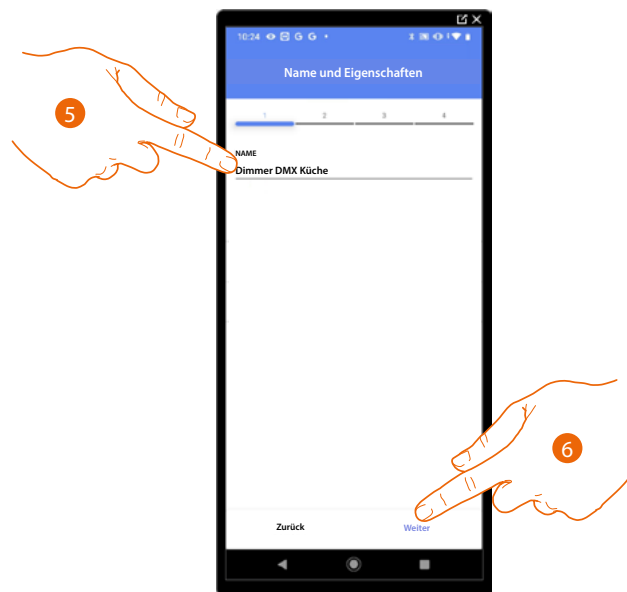 10:24 G G
Name und Eigenschaften
1 2 3 4
NAME
Dimmer DMX Küche
5
6
Zurück Weiter